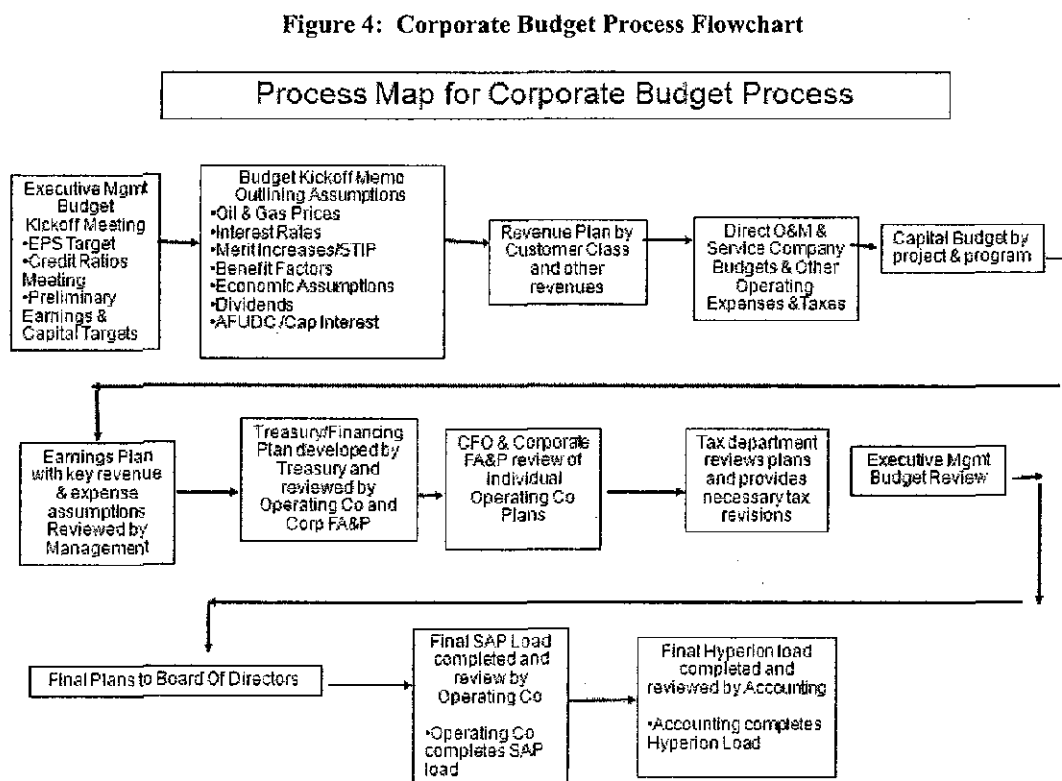 Figure 4: Corporate Budget Process Flowchart
Process Map for Corporate Budget Process
Executive Mgmt
Budget
Kickoff Meeting
•EPS Target
•Credit Ratios
Meeting
•Preliminary
Earnings &
Capital Targets
Budget Kickoff Memo
Outlining Assumptions
•Oil & Gas Prices
•Interest Rates
•Merit Increases/STIP
•Benefit Factors
•Economic Assumptions
•Dividends
•AFUDC/Cap Interest
Revenue Plan by
Customer Class
and other
revenues
Direct O&M &
Service Company
Budgets & Other
Operating
Expenses & Taxes
Capital Budget by
project & program
Earnings Plan
with key revenue
& expense
assumptions
Reviewed by
Management
Treasury/Financing
Plan developed by
Treasury and
reviewed by
Operating Co and
Corp FA&P
CFO & Corporate
FA&P review of
Individual
Operating Co
Plans
Tax department
reviews plans
and provides
necessary tax
revisions
Executive Mgmt
Budget Review
Final Plans to Board Of Directors
Final SAP Load
completed and
review by
Operating Co
•Operating Co
completes SAP
load
Final Hyperion load
completed and
reviewed by Accounting
•Accounting completes
Hyperion Load